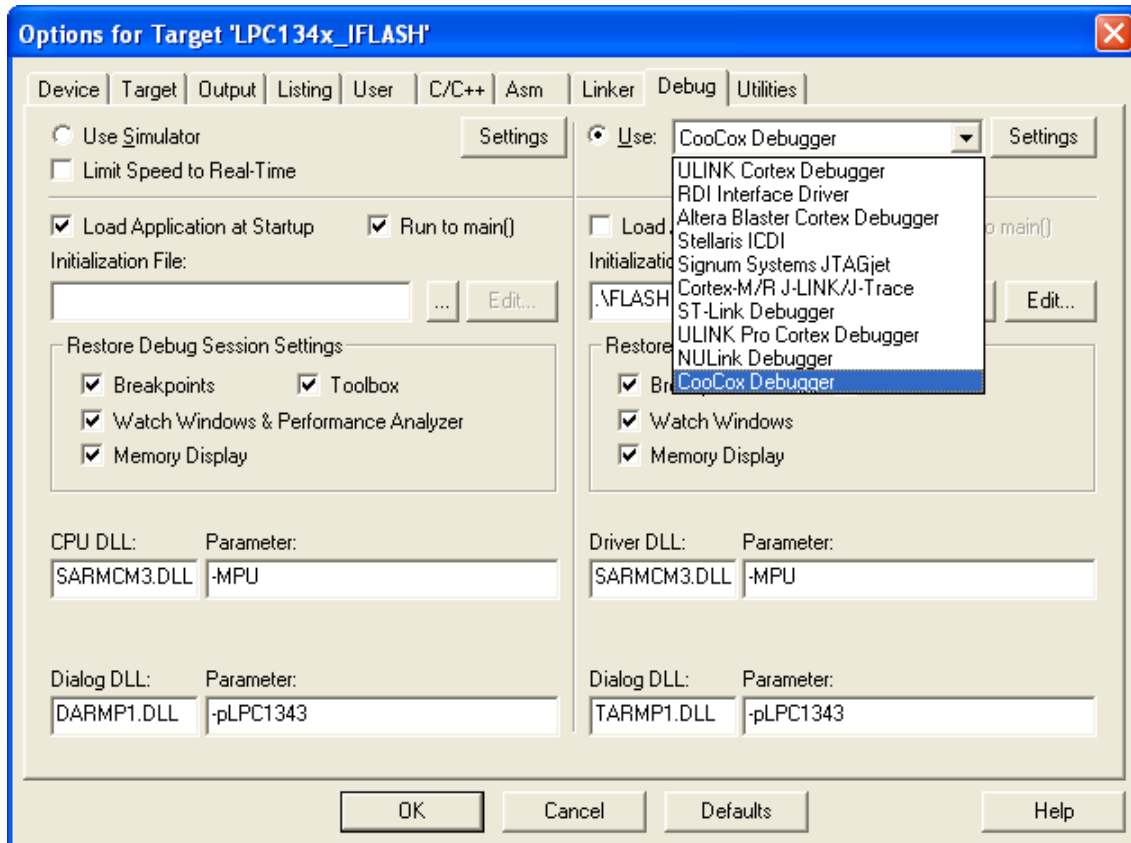 Options for Target 'LPC134x_IFLASH'
Device Target Output Listing User C/C++ Asm Linker Debug Utilities
Use Simulator Settings
Limit Speed to Real-Time
Load Application at Startup Run to main()
Initialization File:
... Edit...
Restore Debug Session Settings
Breakpoints Toolbox
Watch Windows & Performance Analyzer
Memory Display
CPU DLL: Parameter:
SARMCM3.DLL -MPU
Dialog DLL: Parameter:
DARMP1.DLL -pLPC1343
Use: CooCox Debugger Settings
ULINK Cortex Debugger
RDI Interface Driver
Altera Blaster Cortex Debugger
Stellaris ICDI
Signum Systems JTAGjet
Cortex-M/R J-LINK/J-Trace
ST-Link Debugger
ULINK Pro Cortex Debugger
NULink Debugger
CooCox Debugger
Load main()
.\FLASH Edit...
Watch Windows
Memory Display
Driver DLL: Parameter:
SARMCM3.DLL -MPU
Dialog DLL: Parameter:
TARMP1.DLL -pLPC1343
OK Cancel Defaults Help